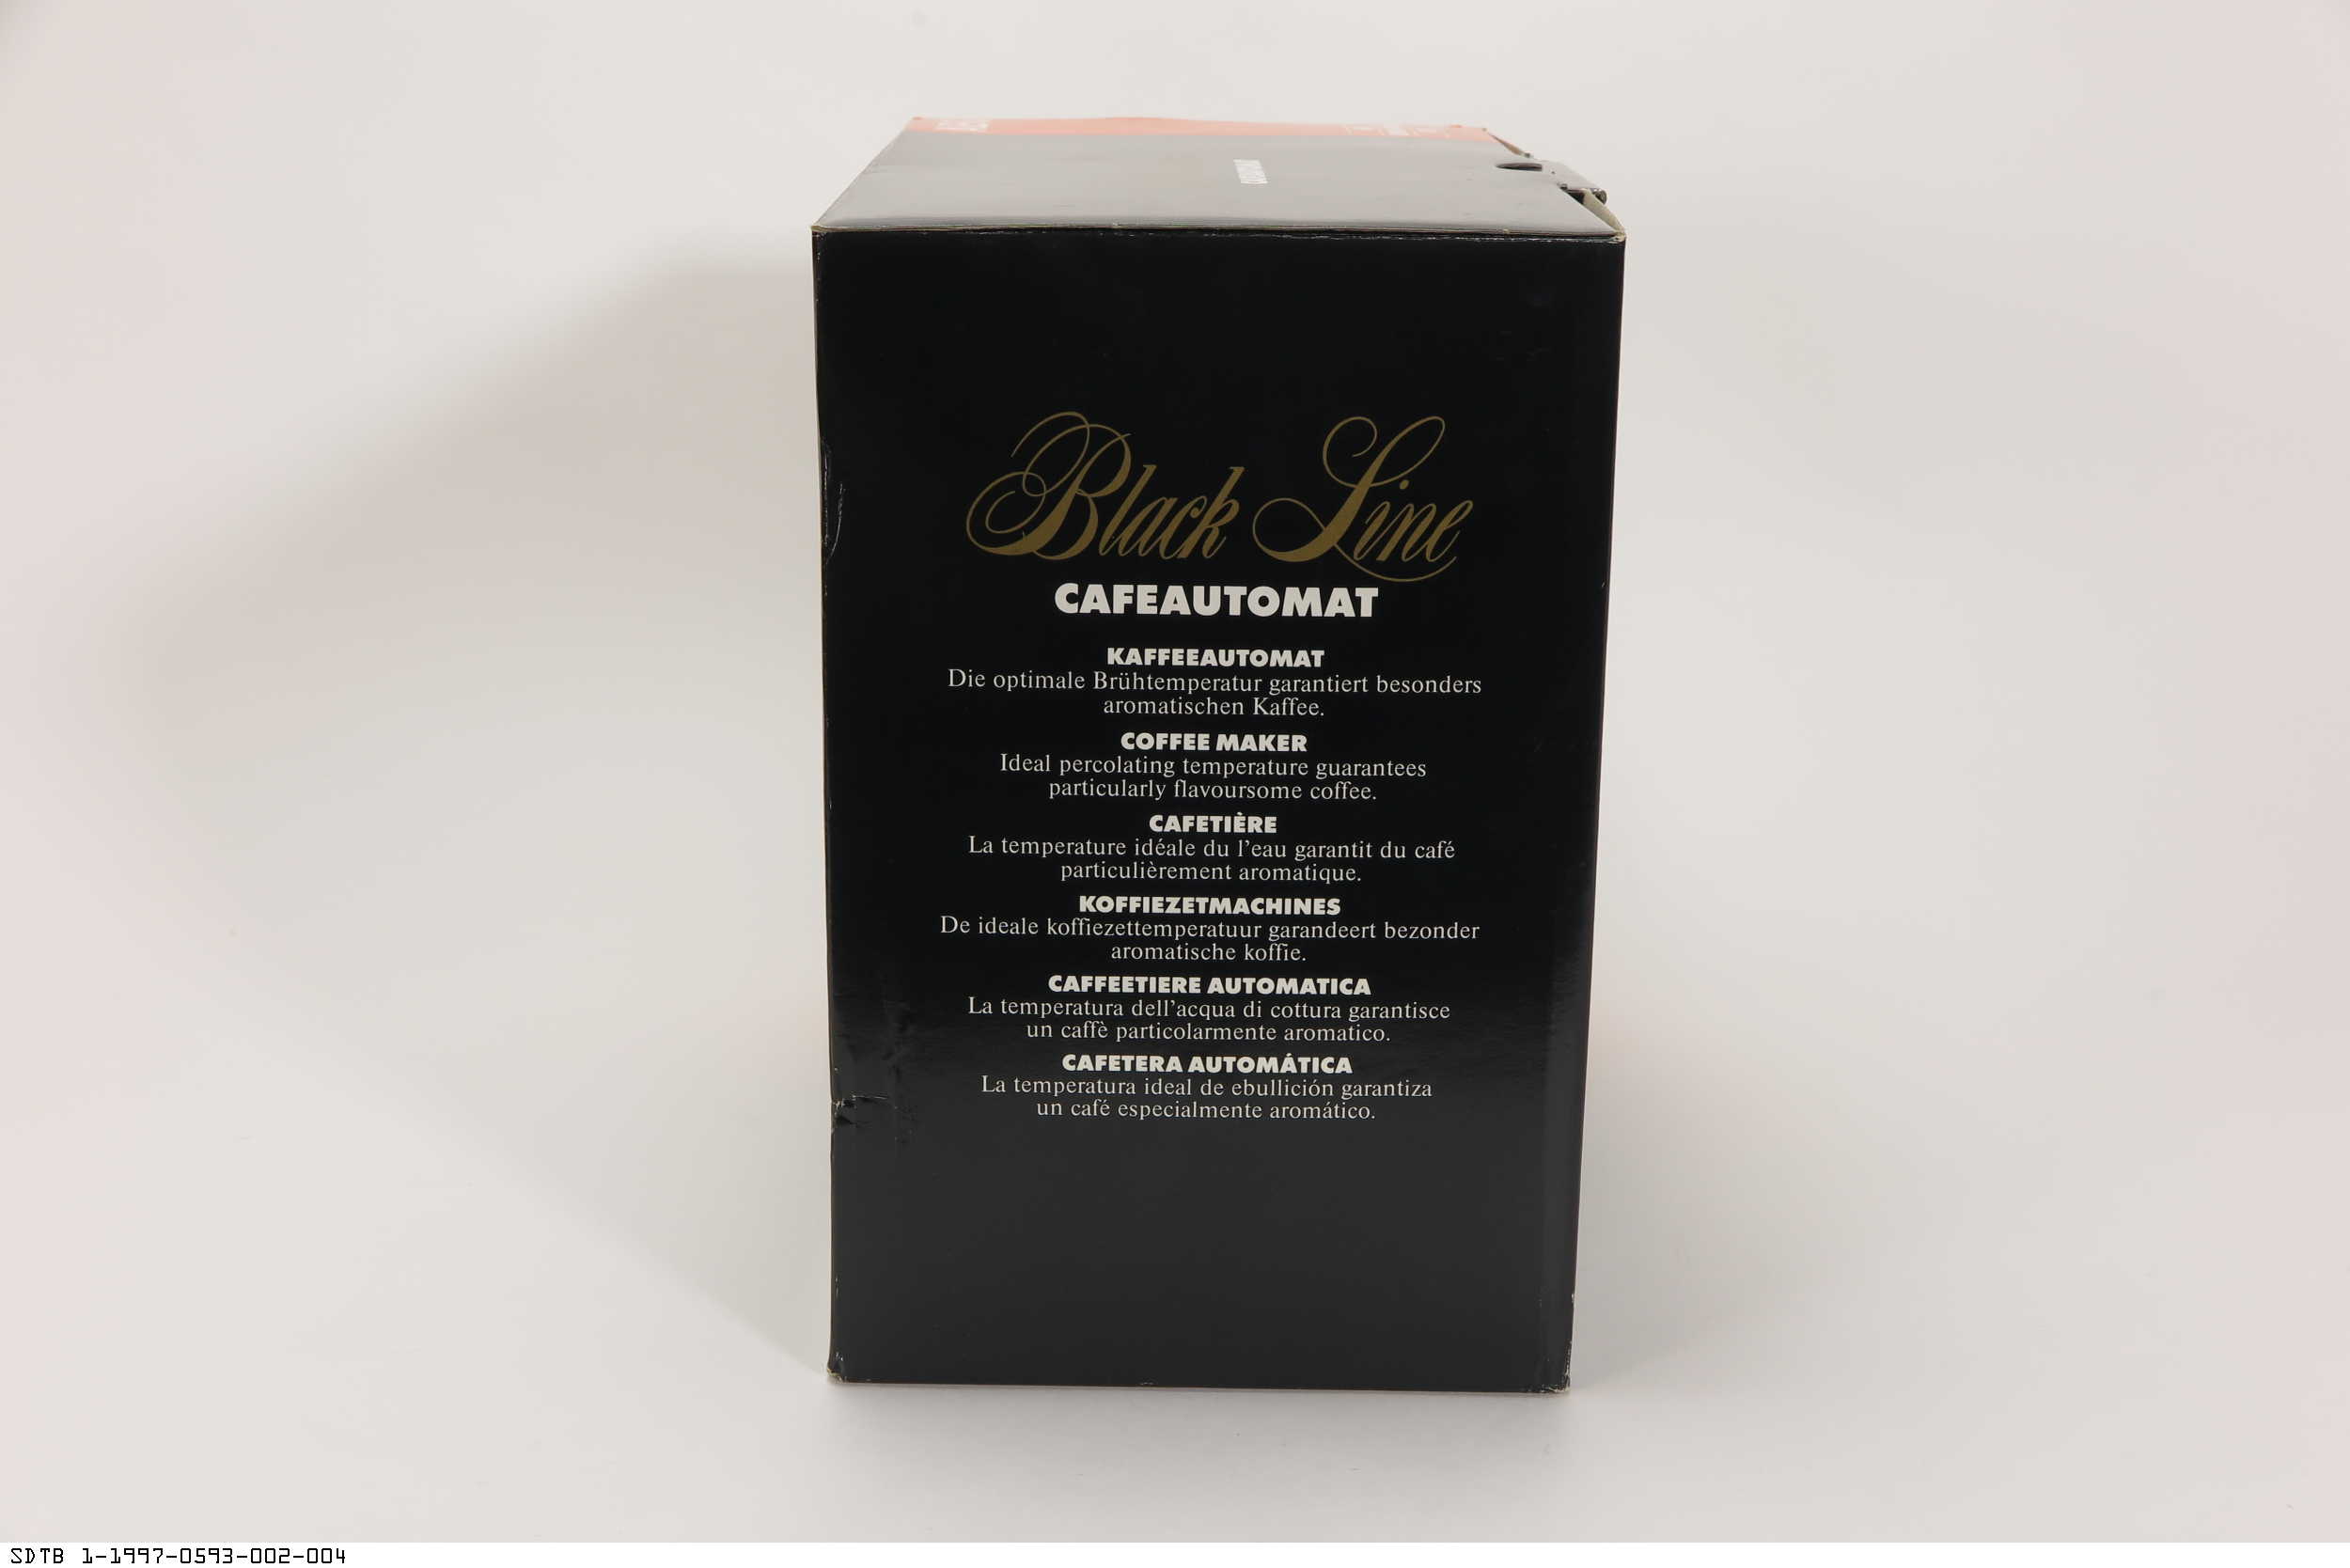 Black Line
CAFEAUTOMAT
KAFFEEAUTOMAT
Die optimale Brühtemperatur garantiert besonders
aromatischen Kaffee.
COFFEE MAKER
Ideal percolating temperature guarantees
particularly flavoursome coffee.
CAFETIÈRE
La temperature idéale du l'eau garantit du café
particulièrement aromatique.
KOFFIEZETMACHINES
De ideale koffiezettemperatuur garandeert bezonder
aromatische koffie.
CAFFEETIERE AUTOMATICA
La temperatura dell'acqua di cottura garantisce
un caffè particolarmente aromatico.
CAFETERA AUTOMÁTICA
La temperatura ideal de ebullición garantiza
un café especialmente aromático.
SDTB 1-1997-0593-002-004